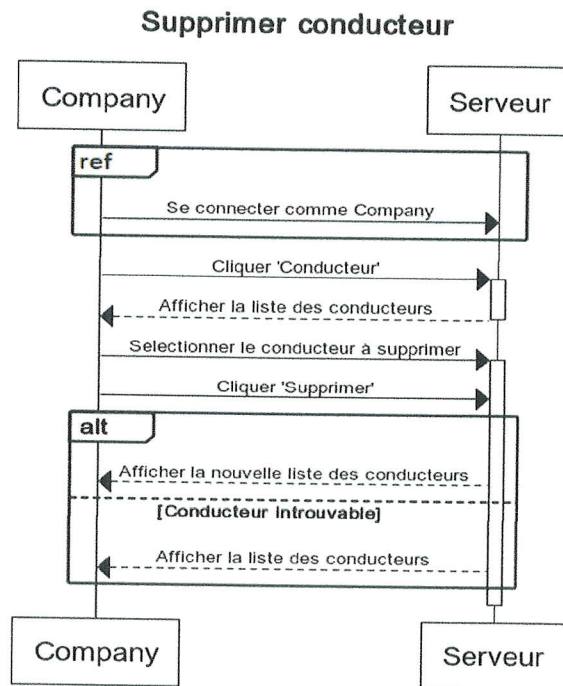 Supprimer conducteur
Company
Serveur
ref
Se connecter comme Company
Cliquer 'Conducteur'
Afficher la liste des conducteurs
Selectionner le conducteur à supprimer
Cliquer 'Supprimer'
alt
Afficher la nouvelle liste des conducteurs
[Conducteur introuvable]
Afficher la liste des conducteurs
Company
Serveur